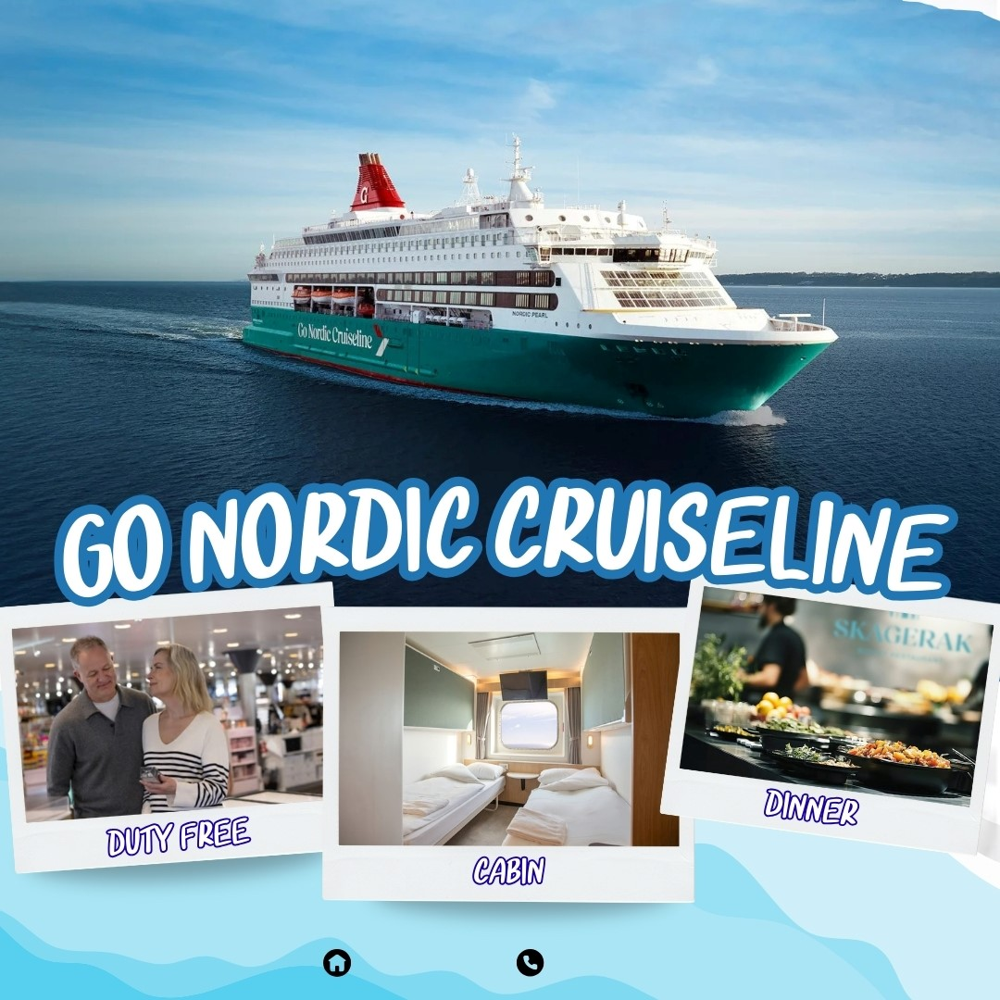 G
NORDIC PEARL
Go Nordic Cruiseline
GO NORDIC CRUISELINE
SKAGERAK
DUTY FREE
CABIN
DINNER